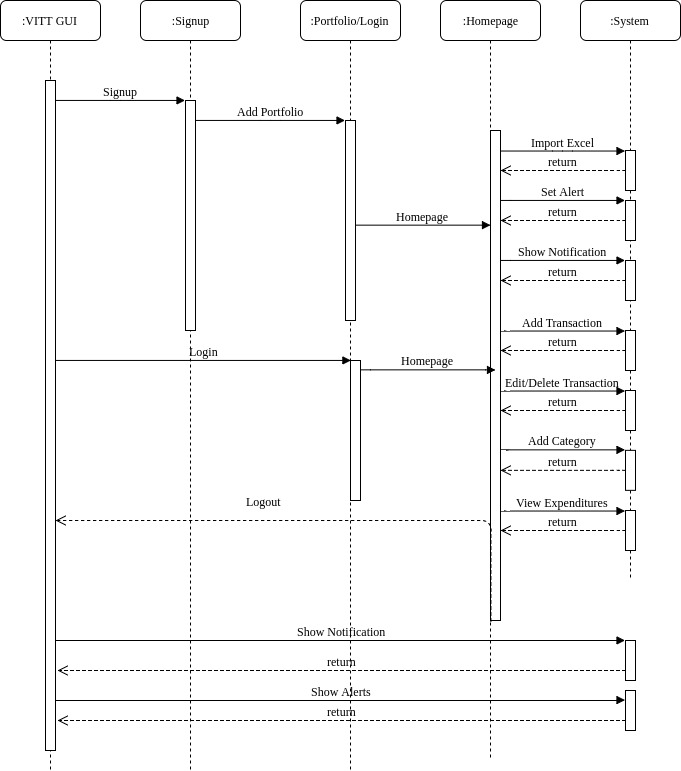 :VITT GUI
:Signup
:Portfolio/Login
:Homepage
:System
Signup
Add Portfolio
Import Excel
return
Set Alert
return
Homepage
Show Notification
return
Add Transaction
return
Login
Homepage
Edit/Delete Transaction
return
Add Category
return
Logout
View Expenditures
return
Show Notification
return
Show Alerts
return